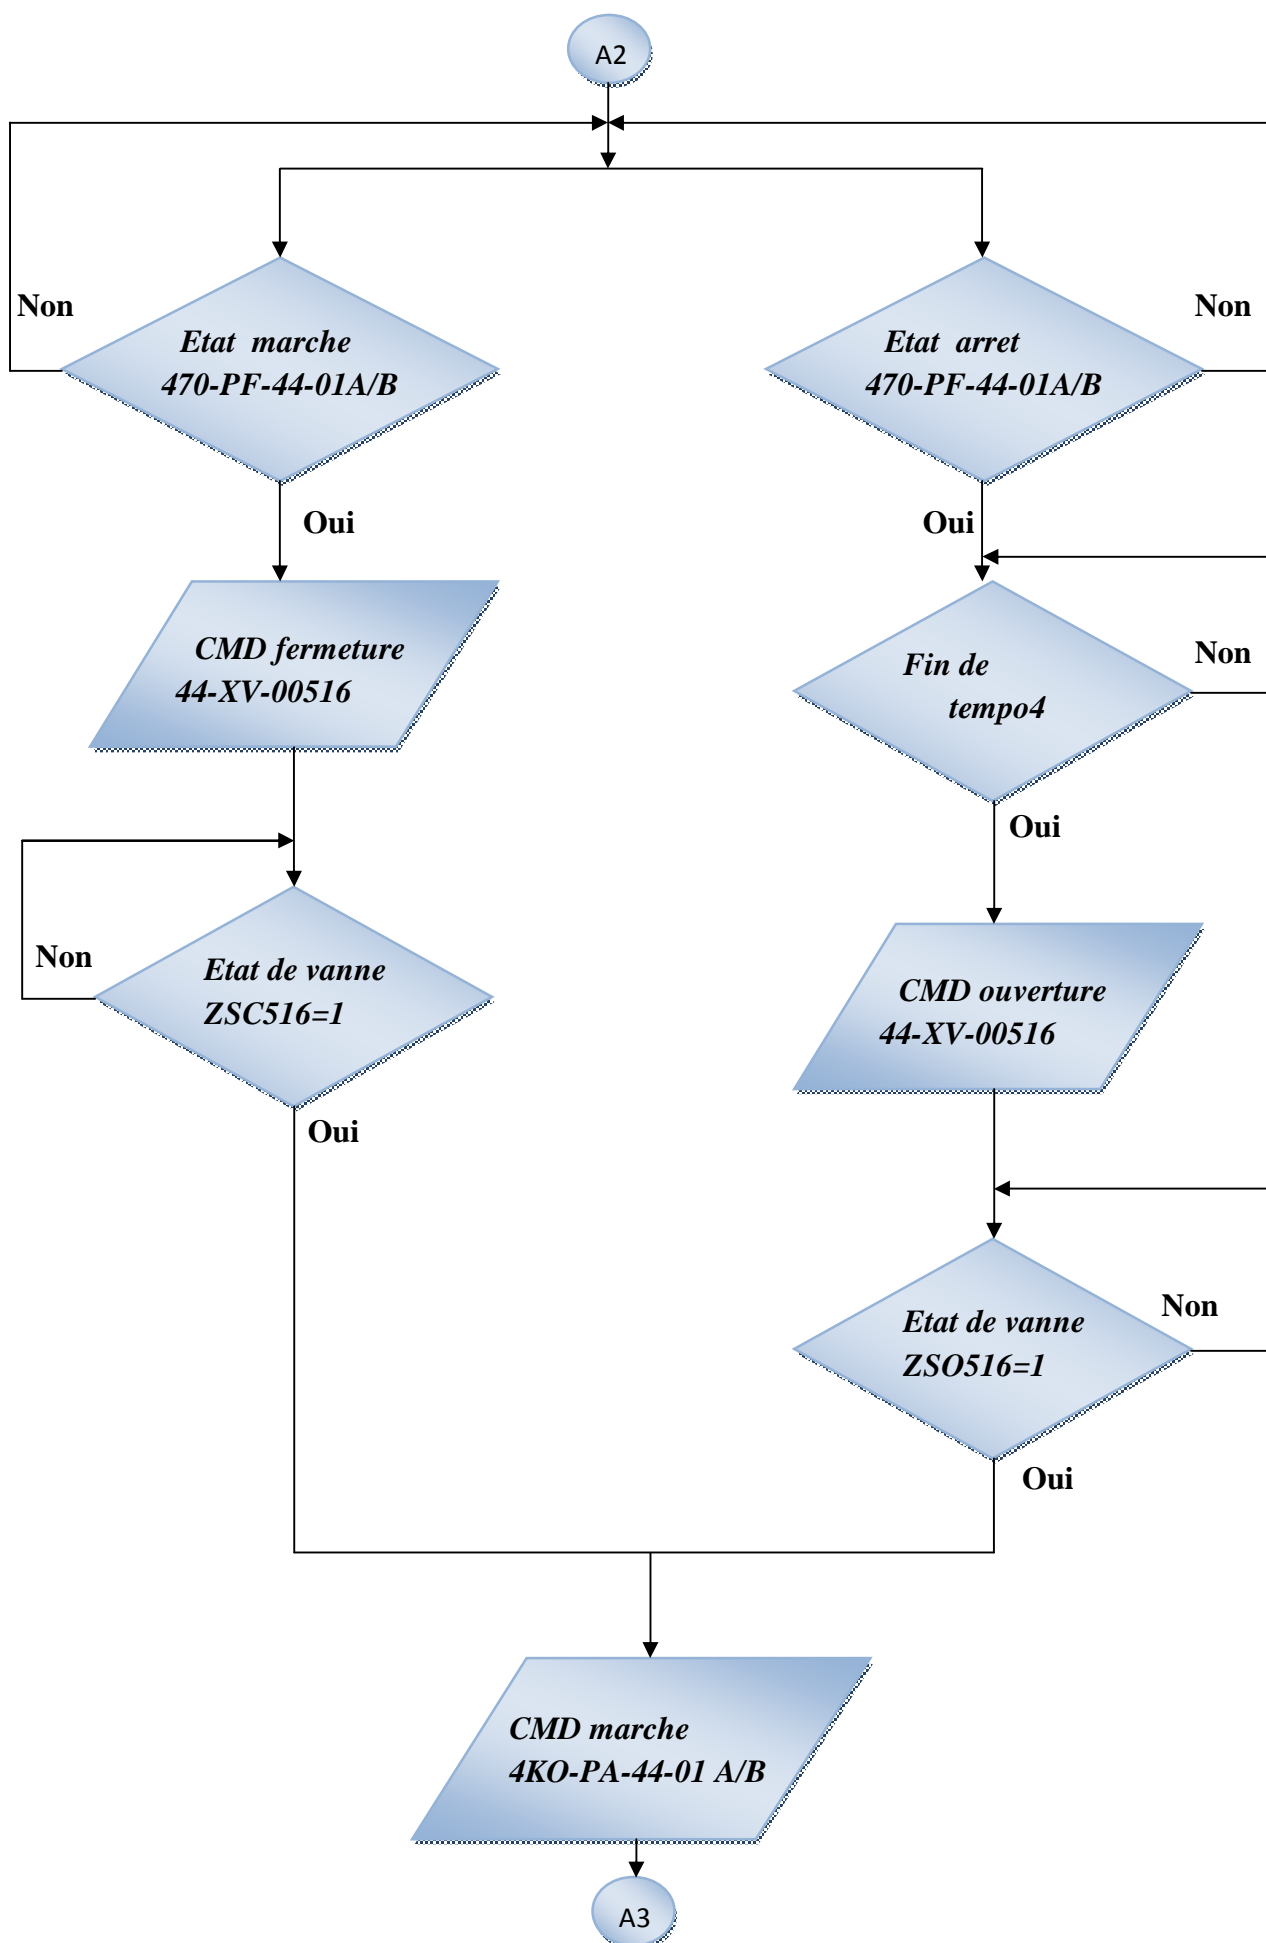 A2
Non
Non
Etat marche
470-PF-44-01A/B
Etat arret
470-PF-44-01A/B
Oui
Oui
CMD fermeture
44-XV-00516
Fin de
tempo4
Non
Oui
Non
Etat de vanne
ZSC516=1
CMD ouverture
44-XV-00516
Oui
Etat de vanne
ZSO516=1
Non
Oui
CMD marche
4KO-PA-44-01 A/B
A3